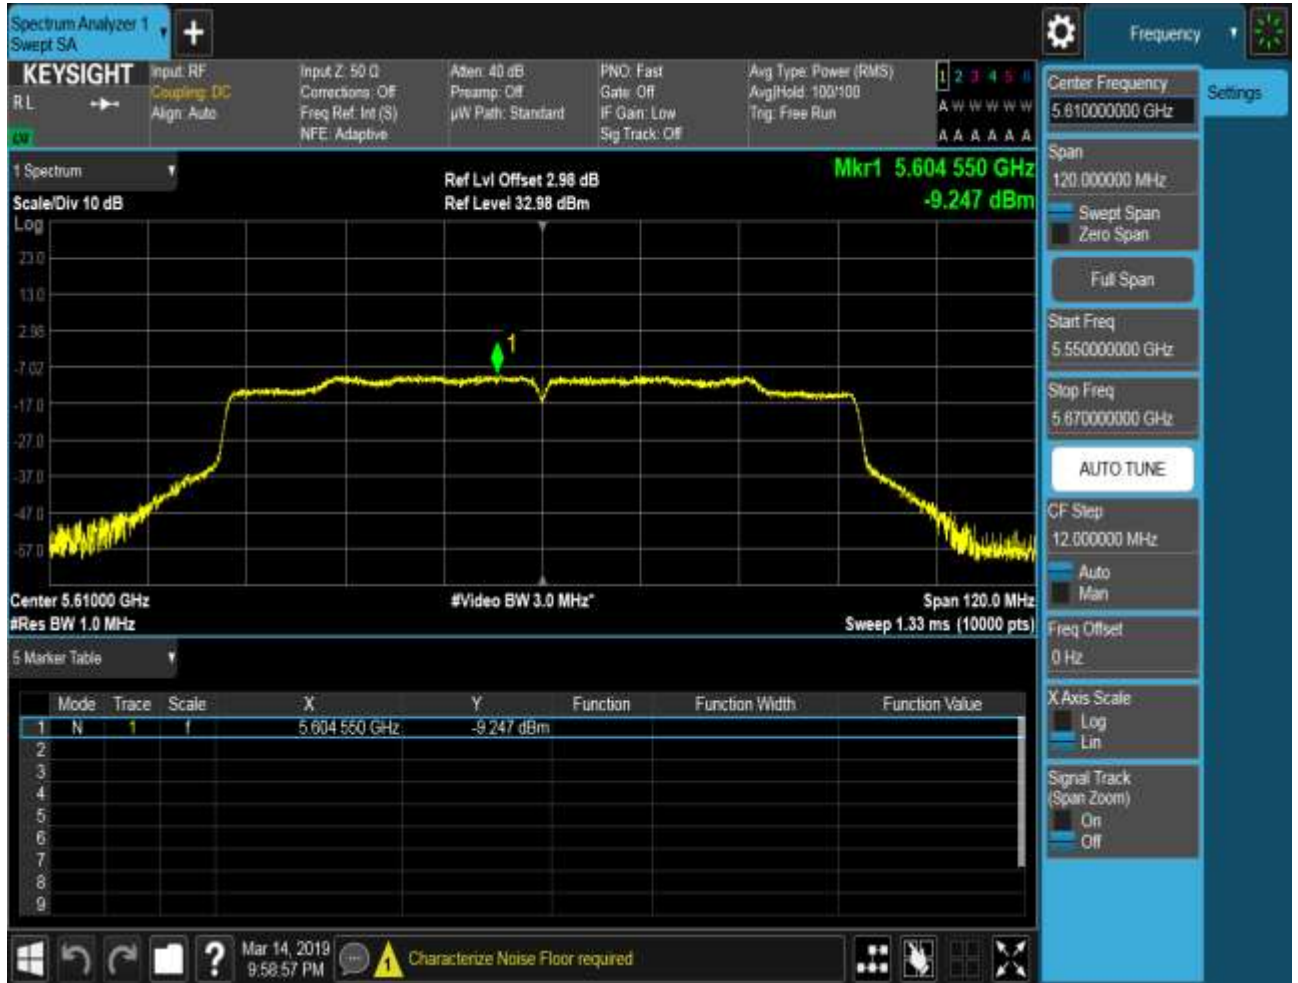 Spectrum Analyzer 1
Swept SA
Frequency
KEYSIGHT
RL
Input: RF
Coupling: DC
Align: Auto
Input Z: 50 Ω
Corrections: Off
Freq Ref: Int (S)
NFE: Adaptive
Atten: 40 dB
Preamp: Off
µW Path: Standard
PNO: Fast
Gate: Off
IF Gain: Low
Sig Track: Off
Avg Type: Power (RMS)
Avg|Hold: 100/100
Trig: Free Run
1 2 3 4 5 6
A W W W W W
A A A A A A
1 Spectrum
Scale/Div 10 dB
Ref Lvl Offset 2.98 dB
Ref Level 32.98 dBm
Mkr1 5.604 550 GHz
-9.247 dBm
Log
23.0
13.0
2.98
-7.02
-17.0
-27.0
-37.0
-47.0
-57.0
1
Center 5.61000 GHz
#Res BW 1.0 MHz
#Video BW 3.0 MHz*
Span 120.0 MHz
Sweep 1.33 ms (10000 pts)
5 Marker Table
Mode Trace Scale X Y Function Function Width Function Value
1 N 1 f 5.604 550 GHz -9.247 dBm
2
3
4
5
6
7
8
9
Mar 14, 2019
9:58:57 PM
?
1
Characterize Noise Floor required
Center Frequency
5.610000000 GHz
Settings
Span
120.000000 MHz
Swept Span
Zero Span
Full Span
Start Freq
5.550000000 GHz
Stop Freq
5.670000000 GHz
AUTO TUNE
CF Step
12.000000 MHz
Auto
Man
Freq Offset
0 Hz
X Axis Scale
Log
Lin
Signal Track
(Span Zoom)
On
Off